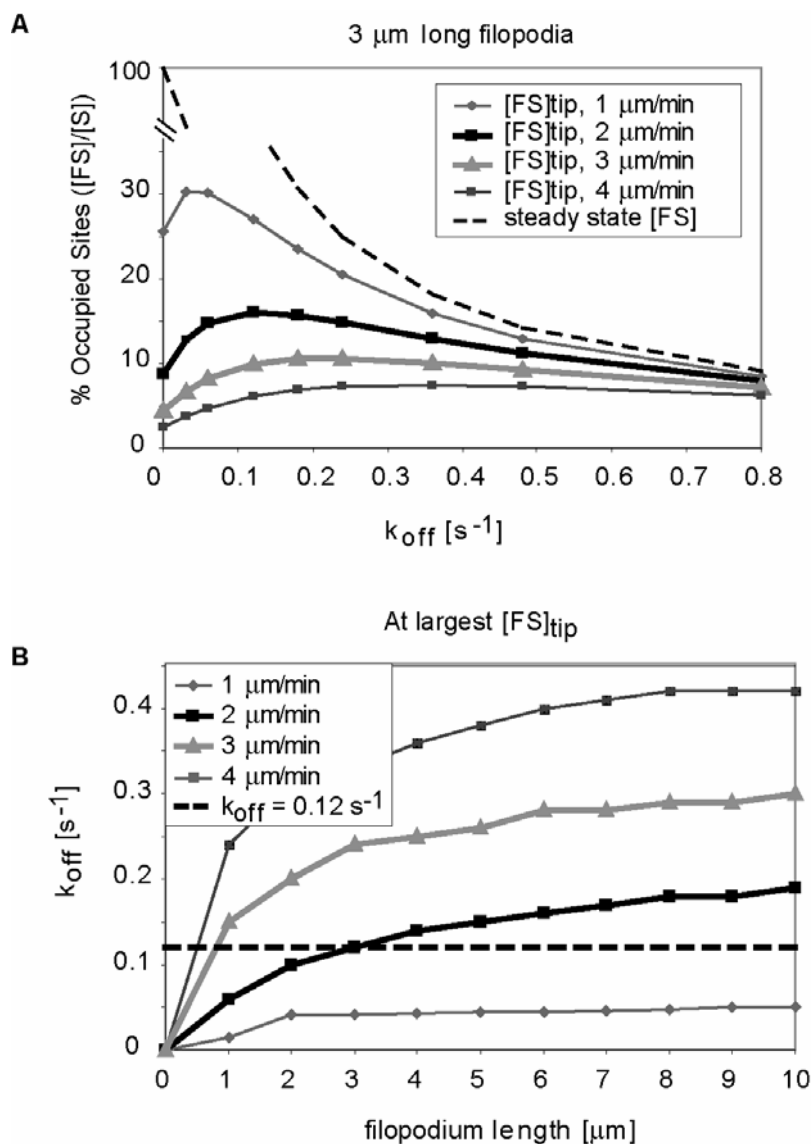 A
3 μm long filopodia
100
30
20
10
0
% Occupied Sites ([FS]/[S])
[FS]tip, 1 μm/min
[FS]tip, 2 μm/min
[FS]tip, 3 μm/min
[FS]tip, 4 μm/min
steady state [FS]
0 0.1 0.2 0.3 0.4 0.5 0.6 0.7 0.8
koff [s-1]
At largest [FS]tip
B
1 μm/min
2 μm/min
3 μm/min
4 μm/min
koff = 0.12 s-1
0.4
0.3
0.2
0.1
0
koff [s-1]
0 1 2 3 4 5 6 7 8 9 10
filopodium length [μm]